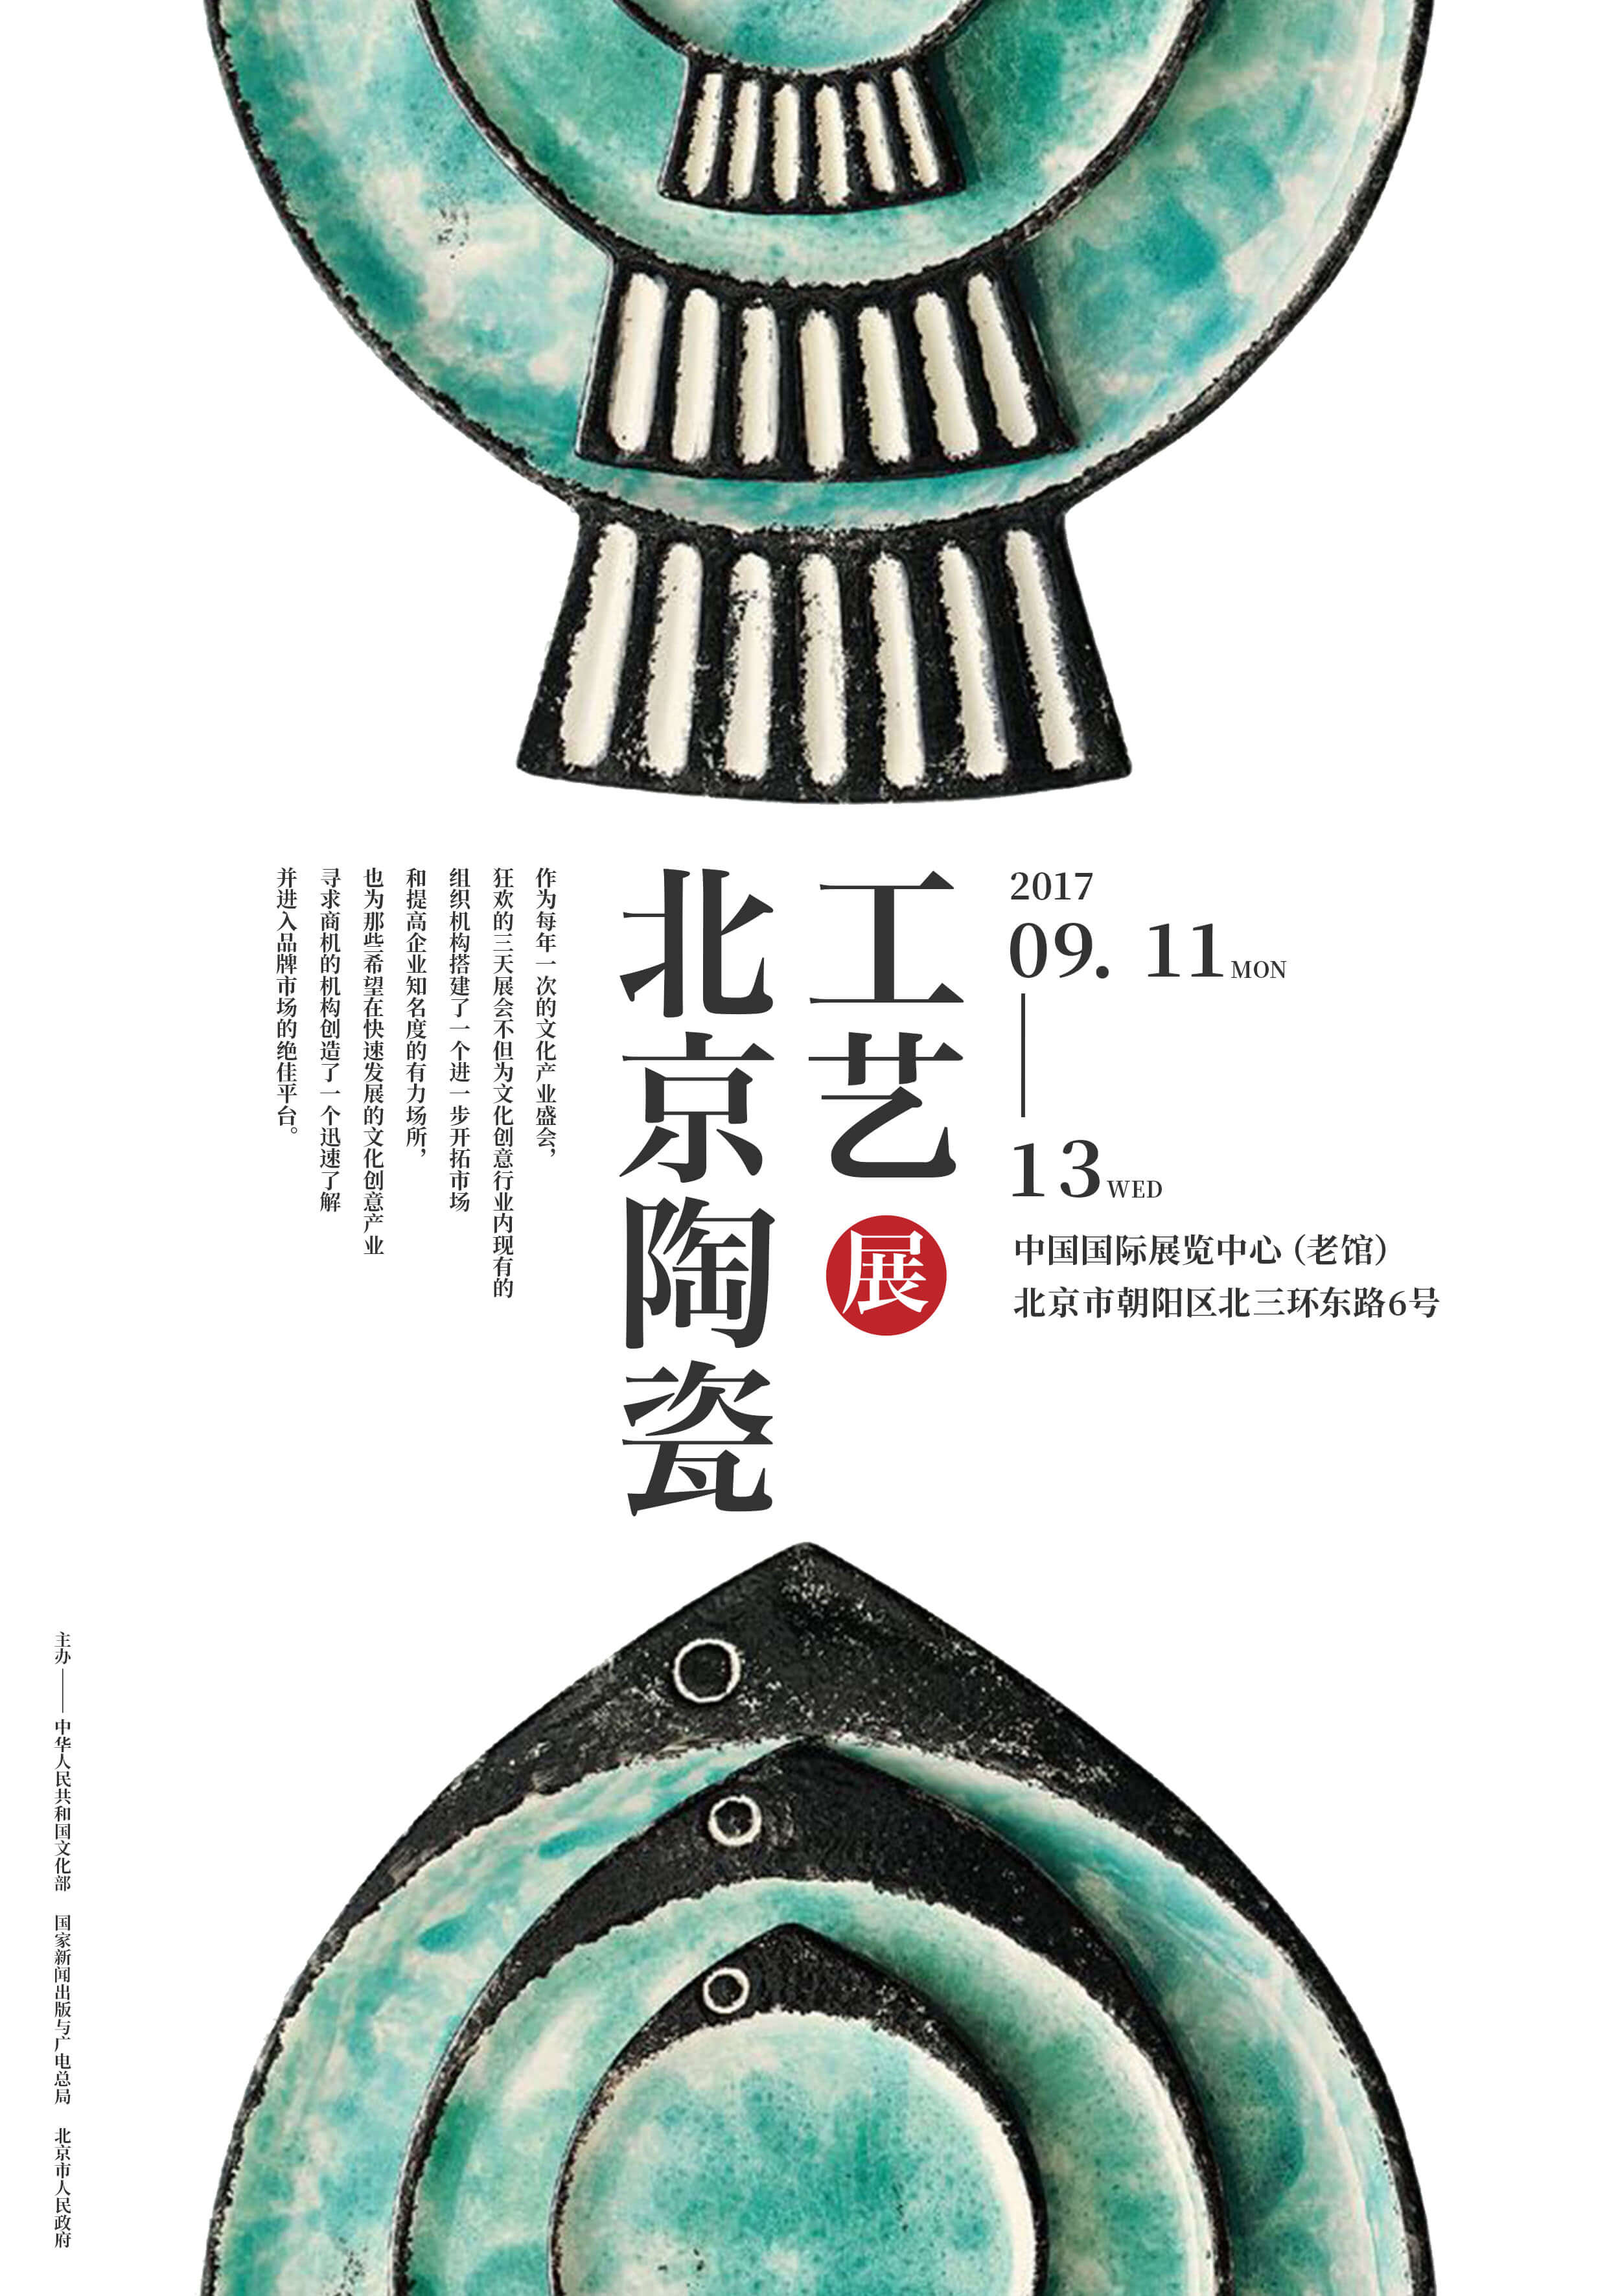 北京陶瓷
工艺展
2017
09. 11 MON
13 WED
中国国际展览中心（老馆）
北京市朝阳区北三环东路6号
作为每年一次的文化产业盛会，
狂欢的三天展会不但为文化创意行业内现有的
组织机构搭建了一个进一步开拓市场
和提高企业知名度的有力场所，
也为那些希望在快速发展的文化创意产业
寻求商机的机构创造了一个迅速了解
并进入品牌市场的绝佳平台。
主办——中华人民共和国文化部 国家新闻出版与广电总局 北京市人民政府